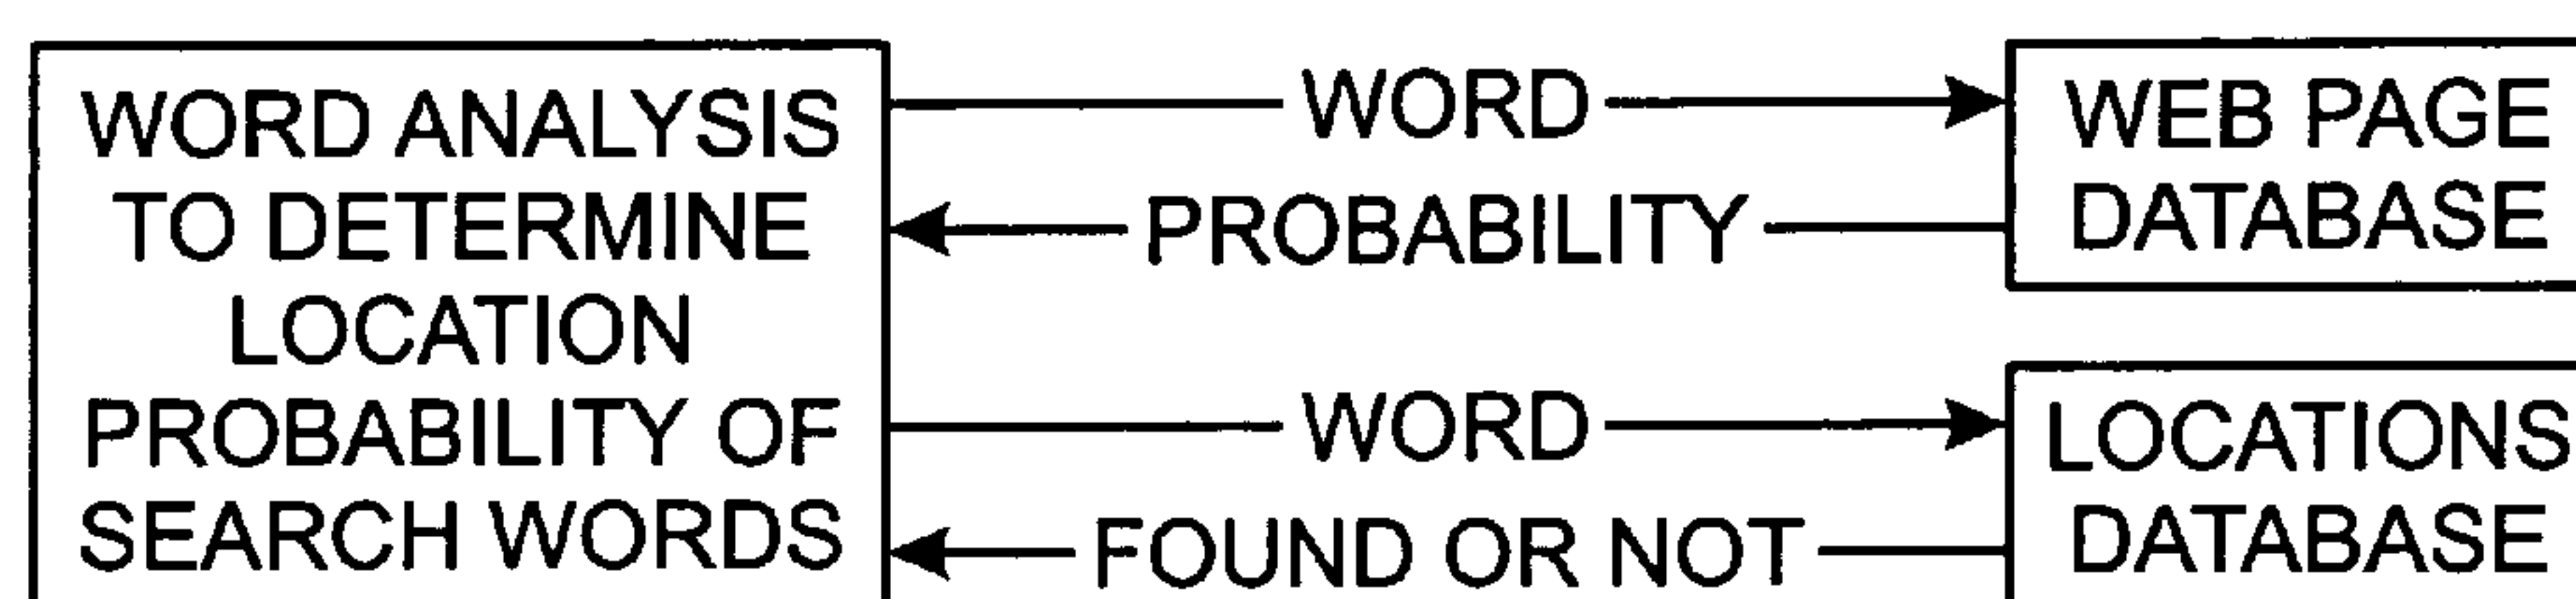 WORD ANALYSIS
TO DETERMINE
LOCATION
PROBABILITY OF
SEARCH WORDS
WORD
PROBABILITY
WORD
FOUND OR NOT
WEB PAGE
DATABASE
LOCATIONS
DATABASE